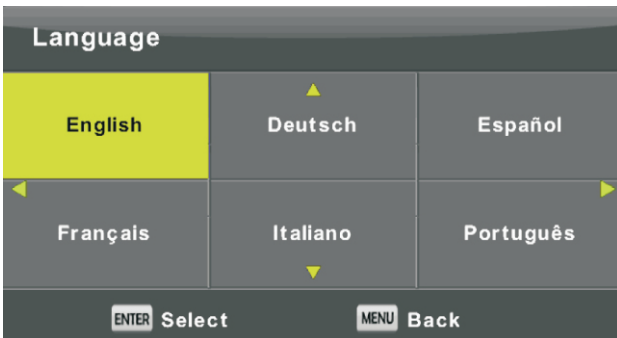 Language
English Deutsch Español
Français Italiano Português
ENTER Select MENU Back